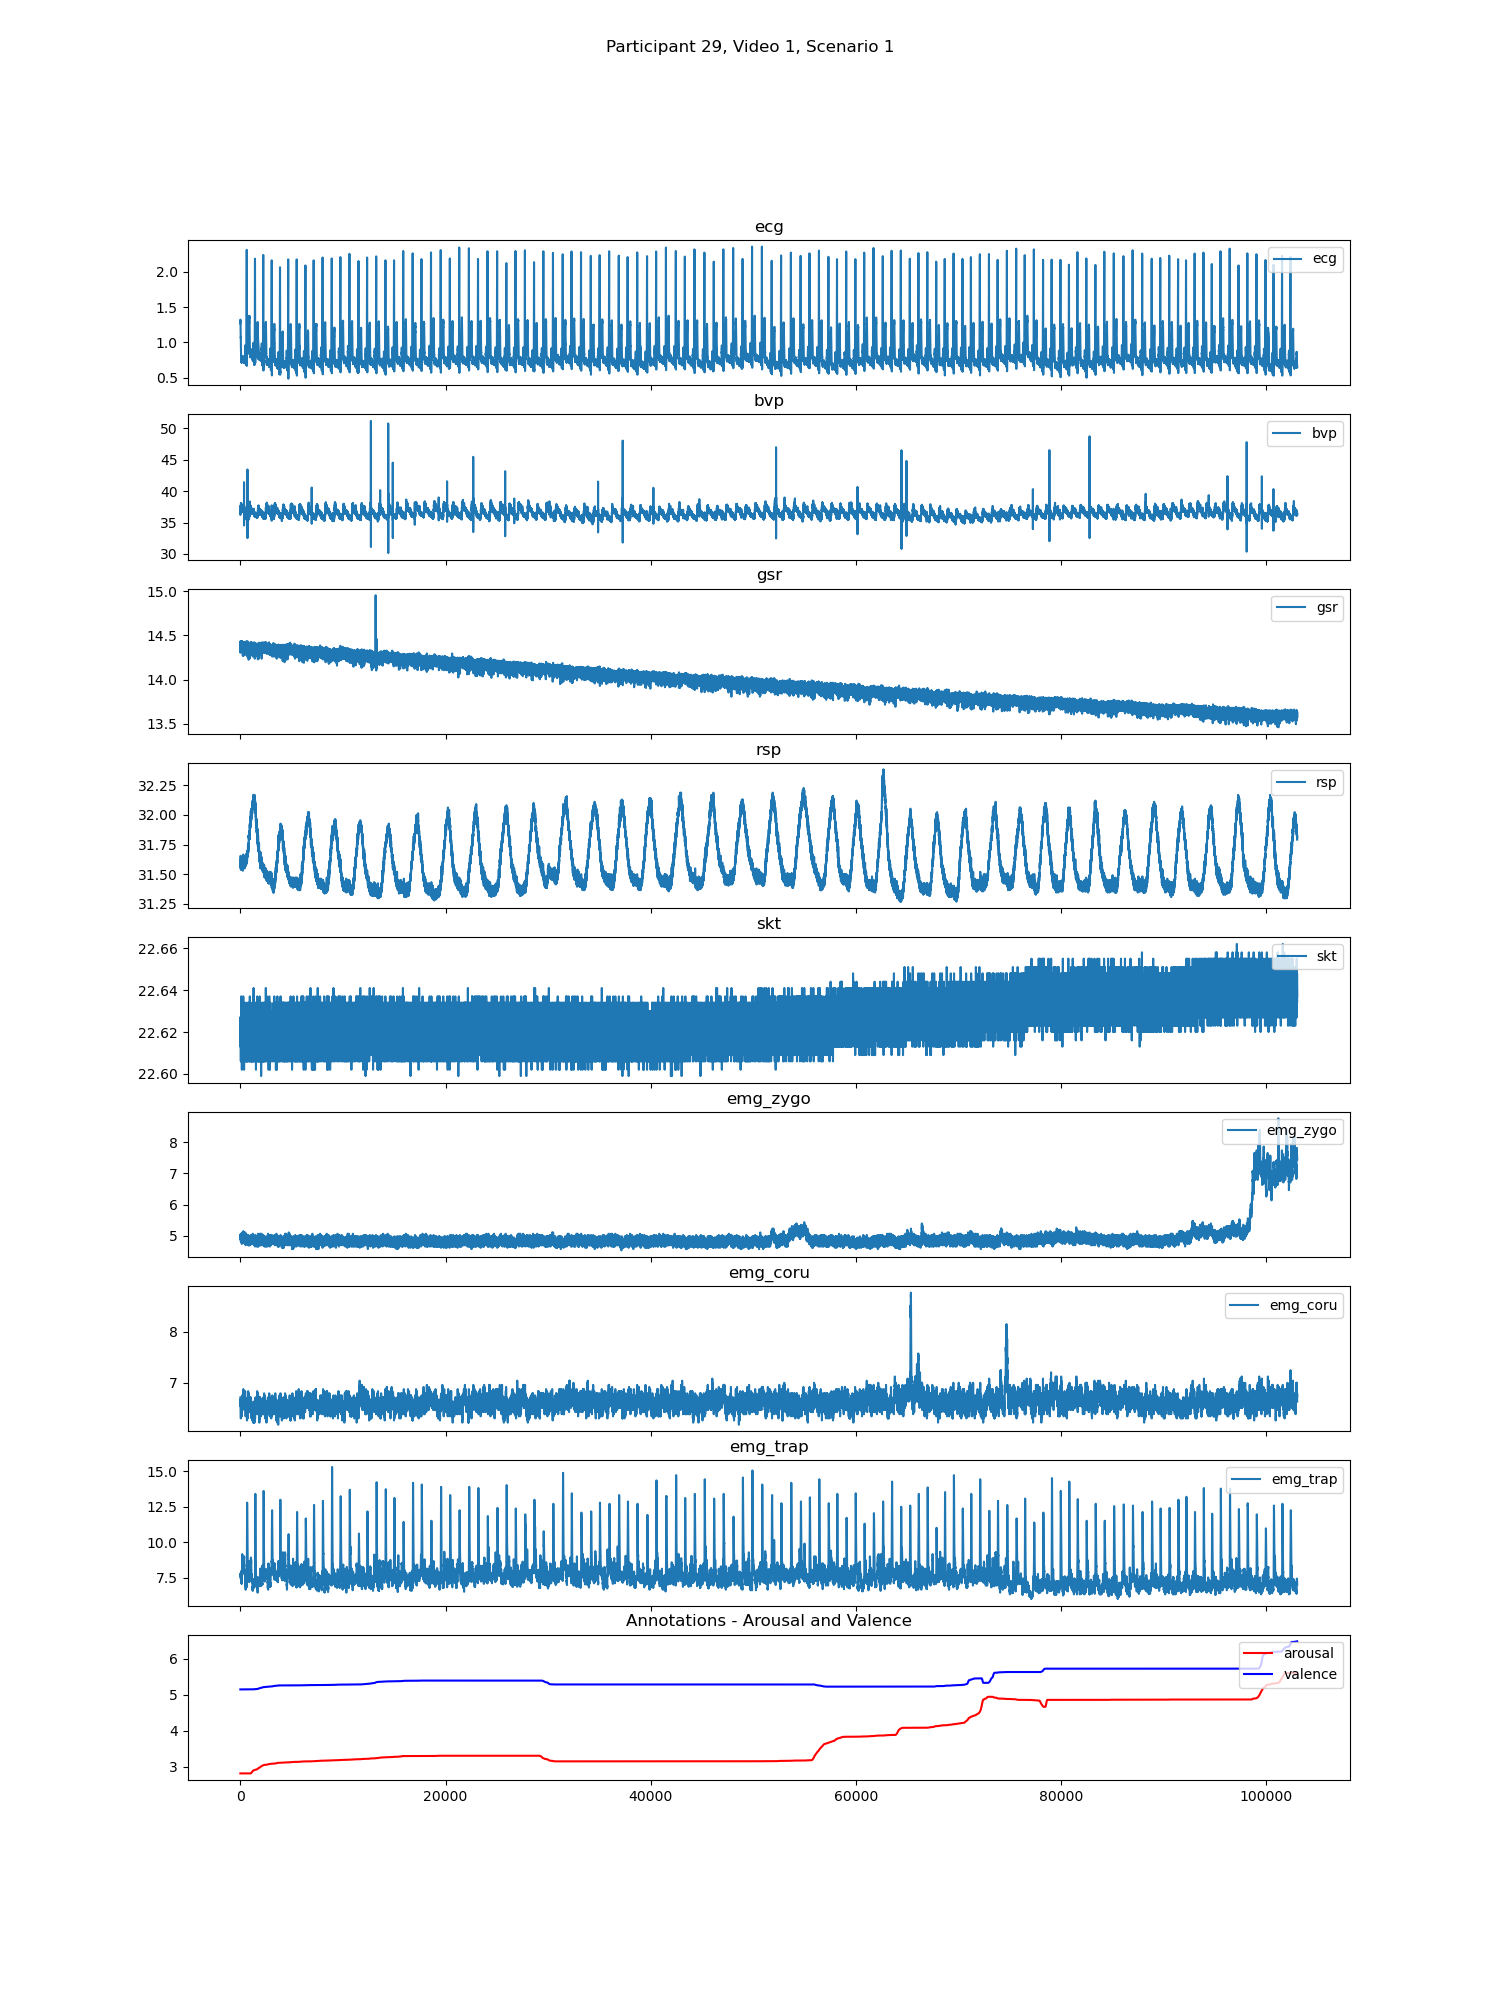 Participant 29, Video 1, Scenario 1
ecg
2.0
1.5
1.0
0.5
ecg
bvp
50
45
40
35
30
bvp
gsr
15.0
14.5
14.0
13.5
gsr
rsp
32.25
32.00
31.75
31.50
31.25
rsp
skt
22.66
22.64
22.62
22.60
skt
emg_zygo
8
7
6
5
emg_zygo
emg_coru
8
7
emg_coru
emg_trap
15.0
12.5
10.0
7.5
emg_trap
Annotations - Arousal and Valence
6
5
4
3
arousal
valence
0 20000 40000 60000 80000 100000